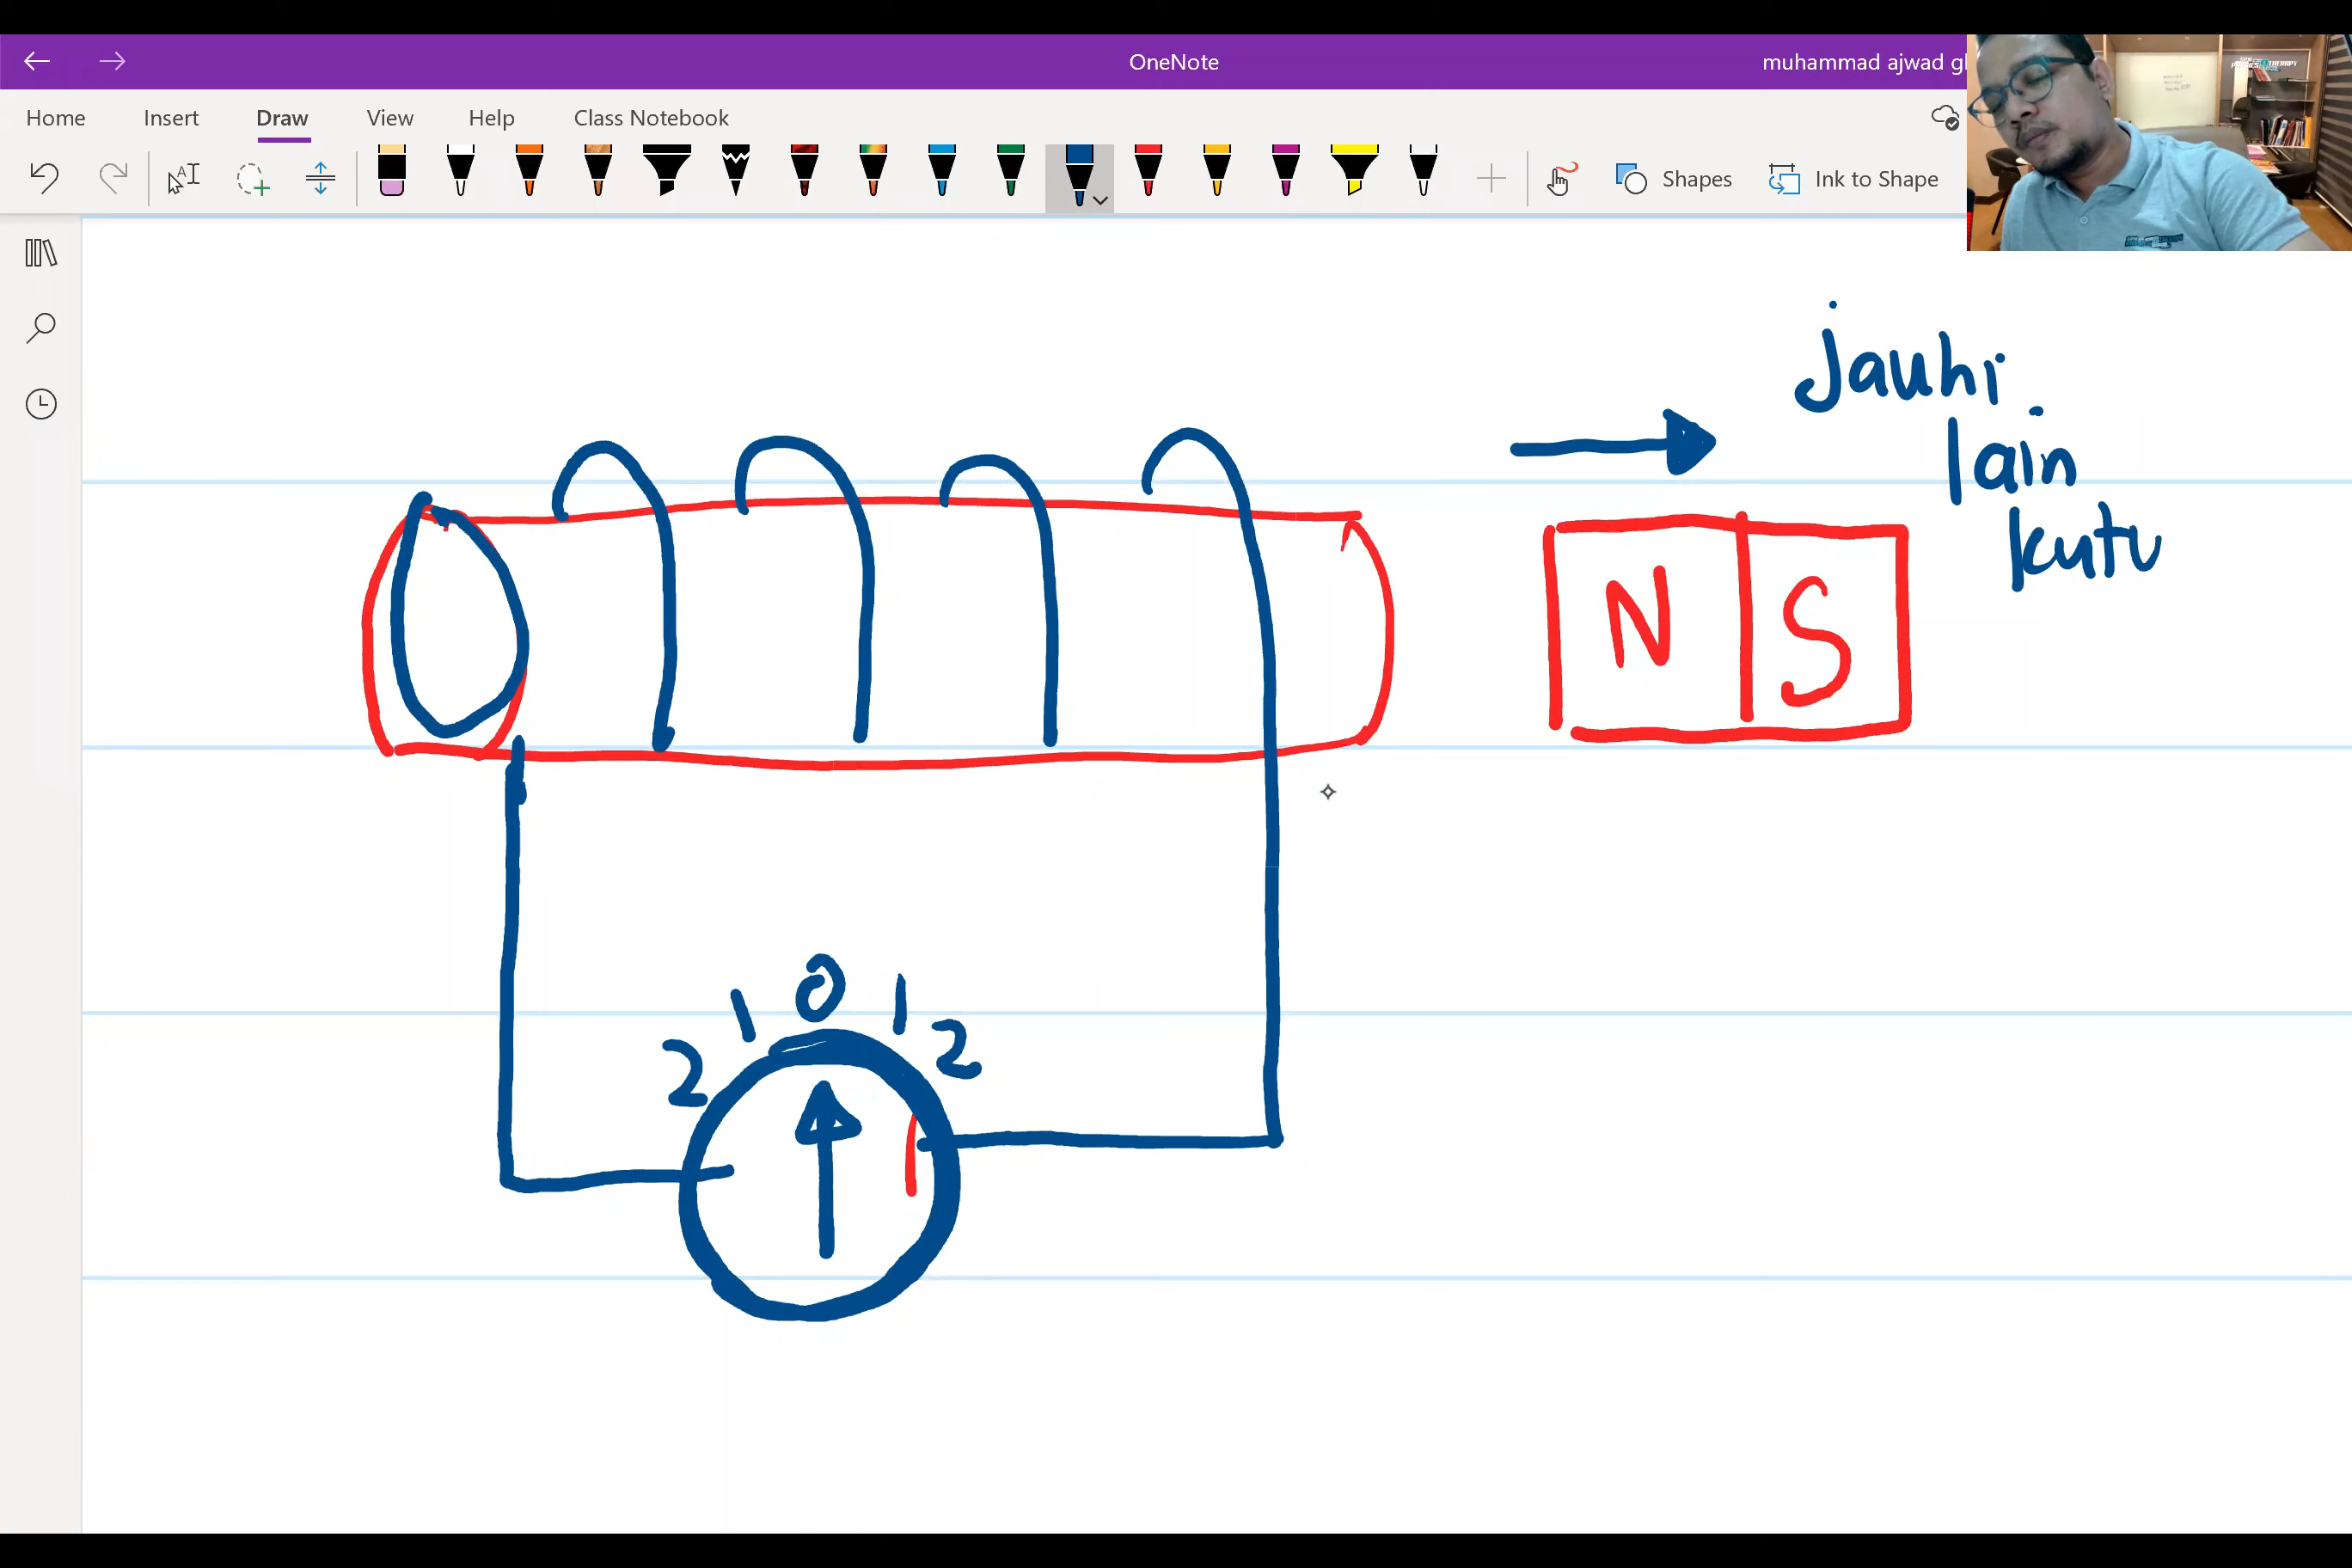 OneNote
muhammad ajwad gl
Home Insert Draw View Help Class Notebook
Shapes Ink to Shape
jauhi
lain
kutu
N S
0
1 1
2 2